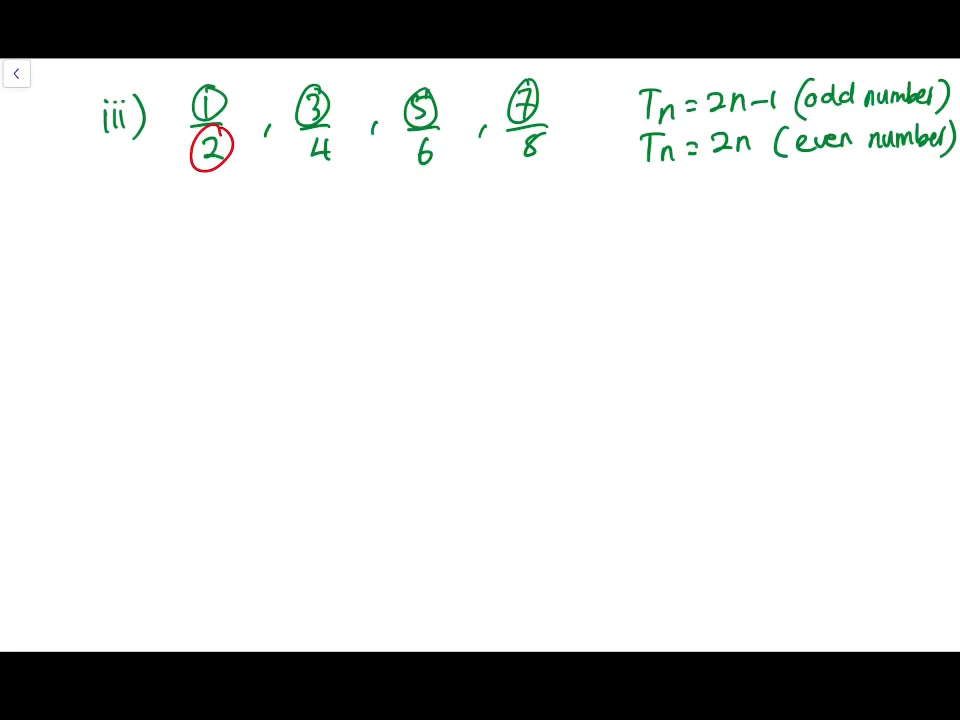 iii) 1/2 , 3/4 , 5/6 , 7/8
Tn = 2n-1 (odd number)
Tn = 2n (even number)